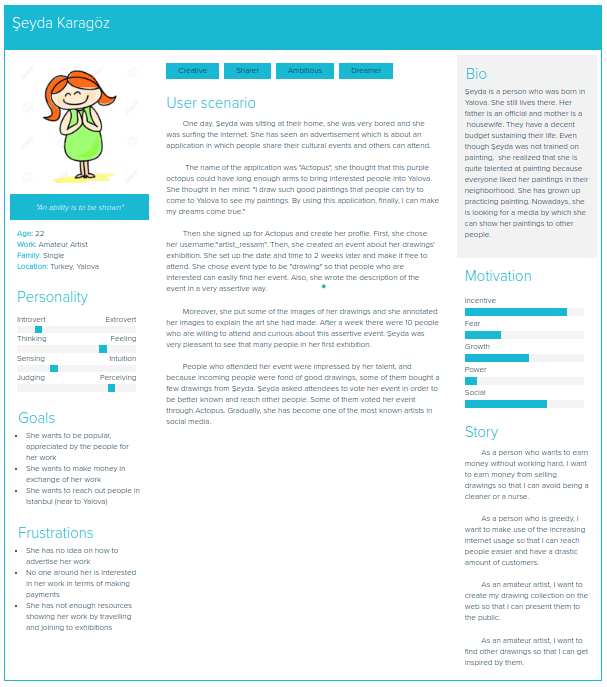 Şeyda Karagöz
"An ability is to be shown"
Age: 22
Work: Amateur Artist
Family: Single
Location: Turkey, Yalova
Personality
Introvert Extrovert
Thinking Feeling
Sensing Intuition
Judging Perceiving
Goals
She wants to be popular,
appreciated by the people for
her work
She wants to make money in
exchange of her work
She wants to reach out people in
Istanbul (near to Yalova)
Frustrations
She has no idea on how to
advertise her work
No one around her is interested
in her work in terms of making
payments
She has not enough resources
showing her work by travelling
and joining to exhibitions
Creative Sharer Ambitious Dreamer
User scenario
One day, Şeyda was sitting at their home, she was very bored and she
was surfing the internet. She has seen an advertisement which is about an
application in which people share their cultural events and others can attend.
The name of the application was "Actopus", she thought that this purple
octopus could have long enough arms to bring interested people into Yalova.
She thought in her mind: "I draw such good paintings that people can try to
come to Yalova to see my paintings. By using this application, finally, I can make
my dreams come true."
Then she signed up for Actopus and create her profile. First, she chose
her username:"artist_ressam". Then, she created an event about her drawings'
exhibition. She set up the date and time to 2 weeks later and make it free to
attend. She chose event type to be "drawing" so that people who are
interested can easily find her event. Also, she wrote the description of the
event in a very assertive way.
Moreover, she put some of the images of her drawings and she annotated
her images to explain the art she had made. After a week there were 10 people
who are willing to attend and curious about this assertive event. Şeyda was
very pleasant to see that many people in her first exhibition.
People who attended her event were impressed by her talent, and
because incoming people were fond of good drawings, some of them bought a
few drawings from Şeyda. Şeyda asked attendees to vote her event in order to
be better known and reach other people. Some of them voted her event
through Actopus. Gradually, she has become one of the most known artists in
social media.
Bio
Şeyda is a person who was born in
Yalova. She still lives there. Her
father is an official and mother is a
housewife. They have a decent
budget sustaining their life. Even
though Şeyda was not trained on
painting, she realized that she is
quite talented at painting because
everyone liked her paintings in their
neighborhood. She has grown up
practicing painting. Nowadays, she
is looking for a media by which she
can show her paintings to other
people.
Motivation
Incentive
Fear
Growth
Power
Social
Story
As a person who wants to earn
money without working hard, I want
to earn money from selling
drawings so that I can avoid being a
cleaner or a nurse.
As a person who is greedy, I
want to make use of the increasing
internet usage so that I can reach
people easier and have a drastic
amount of customers.
As an amateur artist, I want to
create my drawing collection on the
web so that I can present them to
the public.
As an amateur artist, I want to
find other drawings so that I can get
inspired by them.